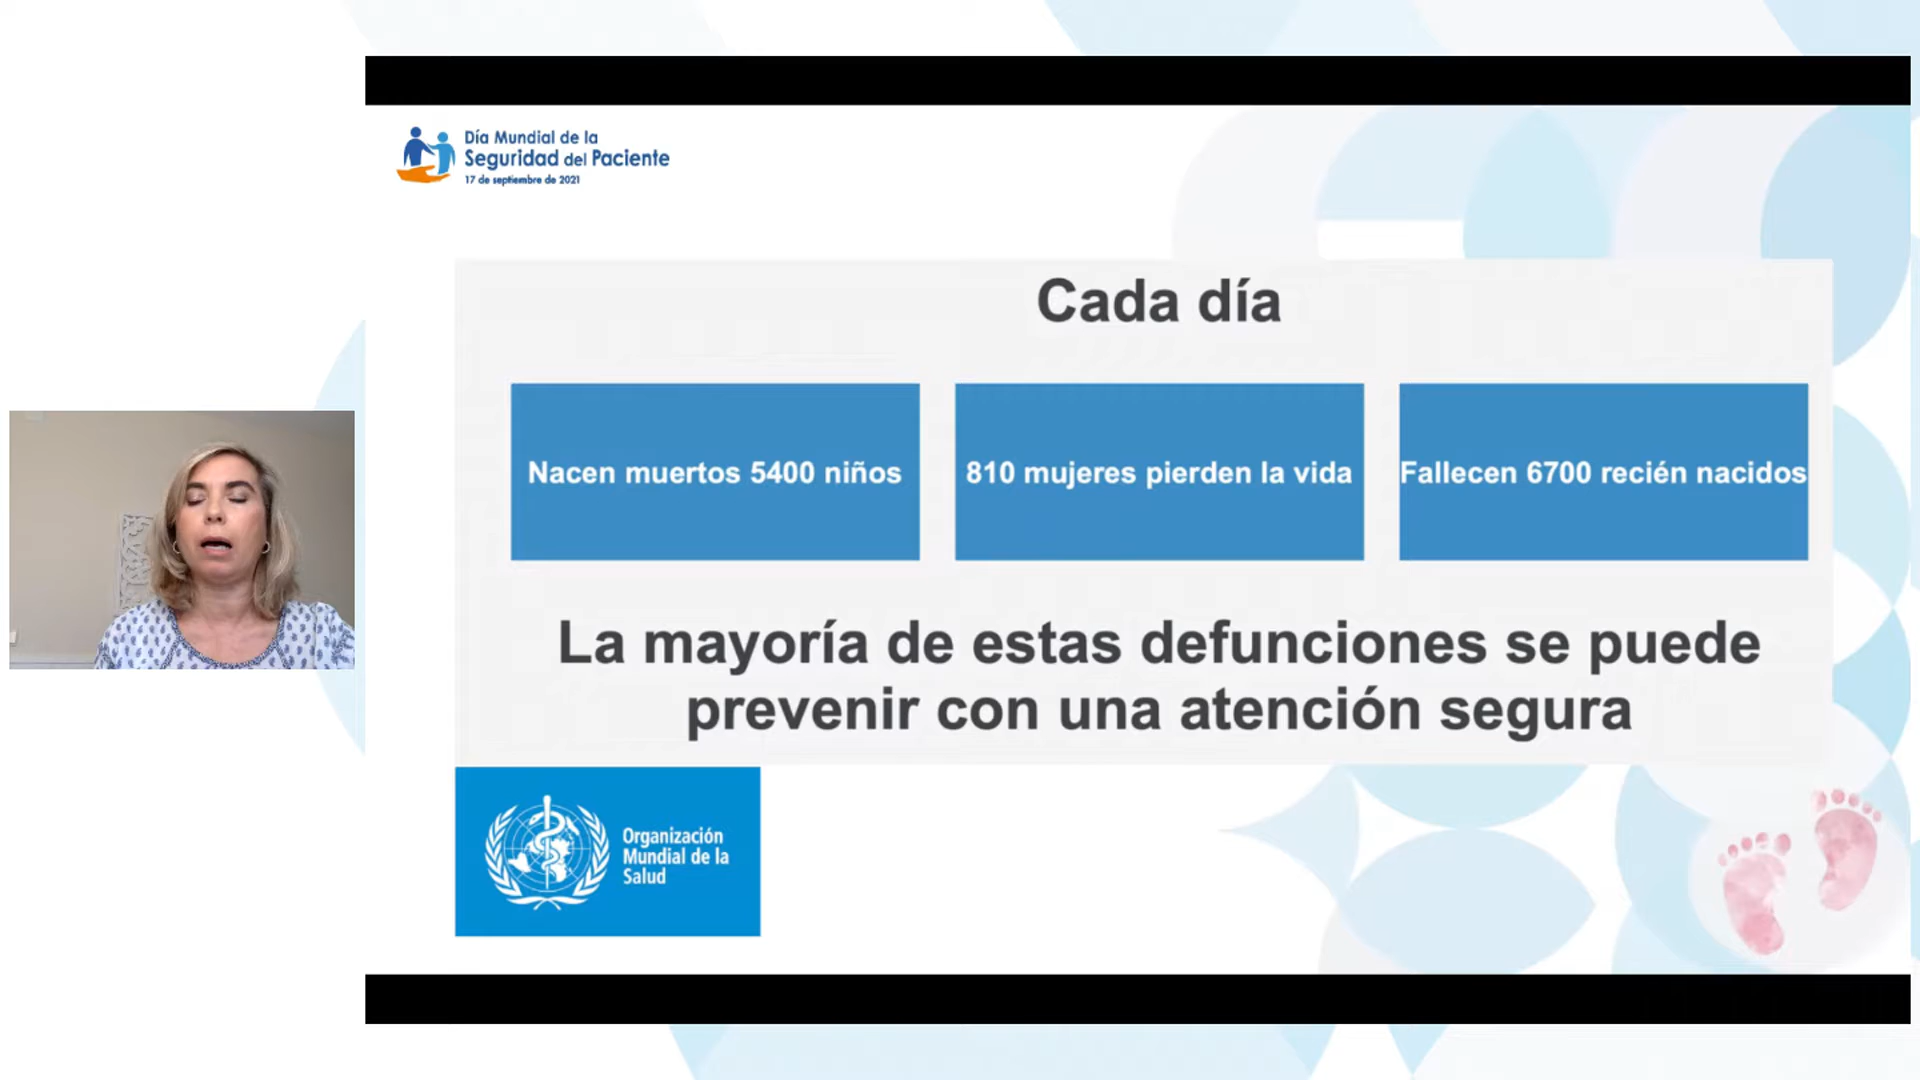 Día Mundial de la
Seguridad del Paciente
17 de septiembre de 2021
Cada día
Nacen muertos 5400 niños
810 mujeres pierden la vida
Fallecen 6700 recién nacidos
La mayoría de estas defunciones se puede
prevenir con una atención segura
Organización
Mundial de la
Salud